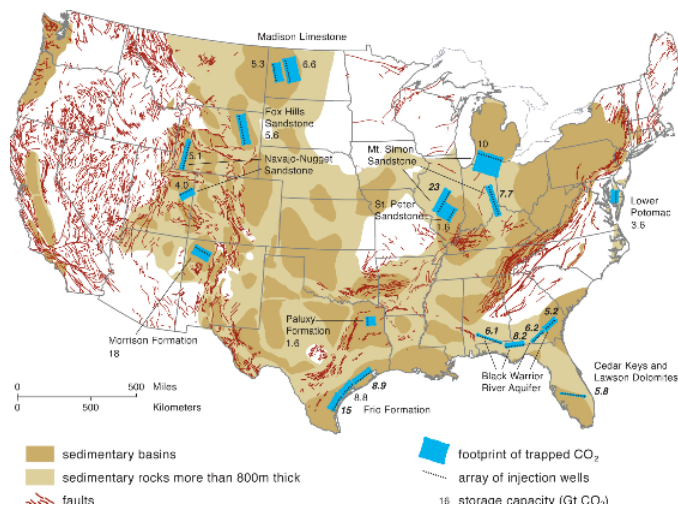 Madison Limestone
5.3
6.6
Fox Hills
Sandstone
5.6
Mt. Simon
Sandstone
10
5.1
Navajo-Nugget
Sandstone
4.0
23
7.7
St. Peter
Sandstone
1.6
Lower
Potomac
3.6
Morrison Formation
18
Paluxy
Formation
1.6
6.1
8.2
6.2
5.2
Black Warrior
River Aquifer
Cedar Keys and
Lawson Dolomites
5.8
8.9
8.8
15
Frio Formation
0 500 Miles
0 500 Kilometers
sedimentary basins
sedimentary rocks more than 800m thick
faults
footprint of trapped CO2
array of injection wells
16 storage capacity (Gt CO2)